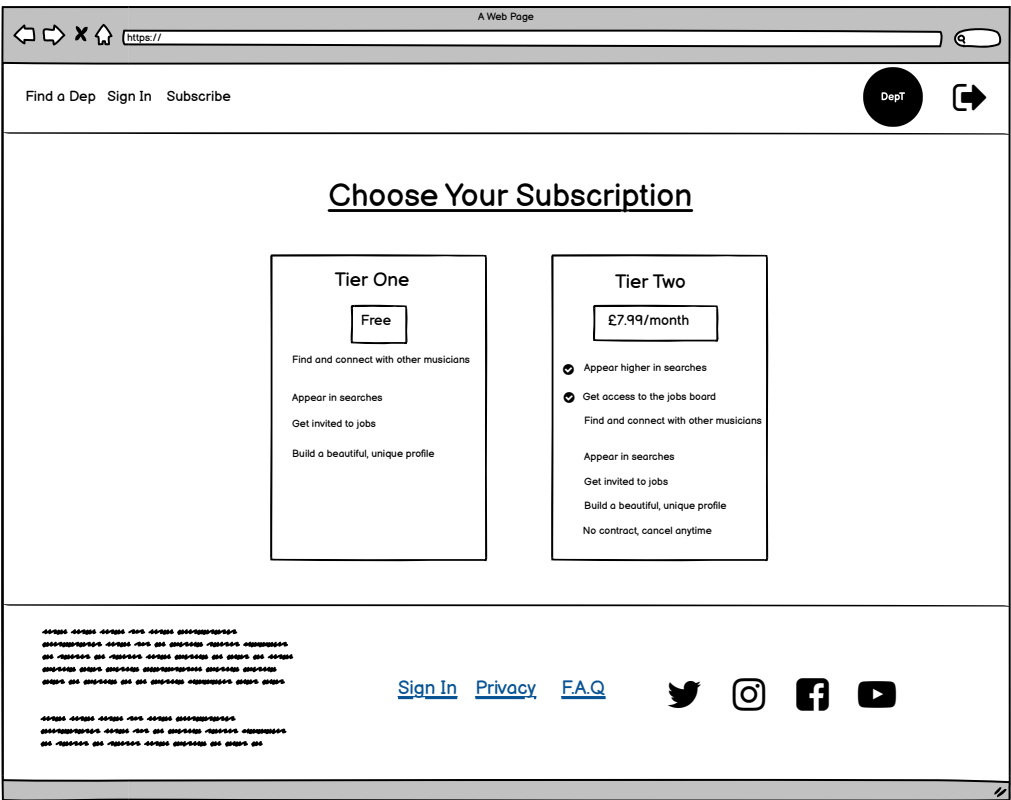 A Web Page
https://
Find a Dep Sign In Subscribe
DepT
Choose Your Subscription
Tier One
Free
Find and connect with other musicians
Appear in searches
Get invited to jobs
Build a beautiful, unique profile
Tier Two
£7.99/month
Appear higher in searches
Get access to the jobs board
Find and connect with other musicians
Appear in searches
Get invited to jobs
Build a beautiful, unique profile
No contract, cancel anytime
Sign In Privacy F.A.Q